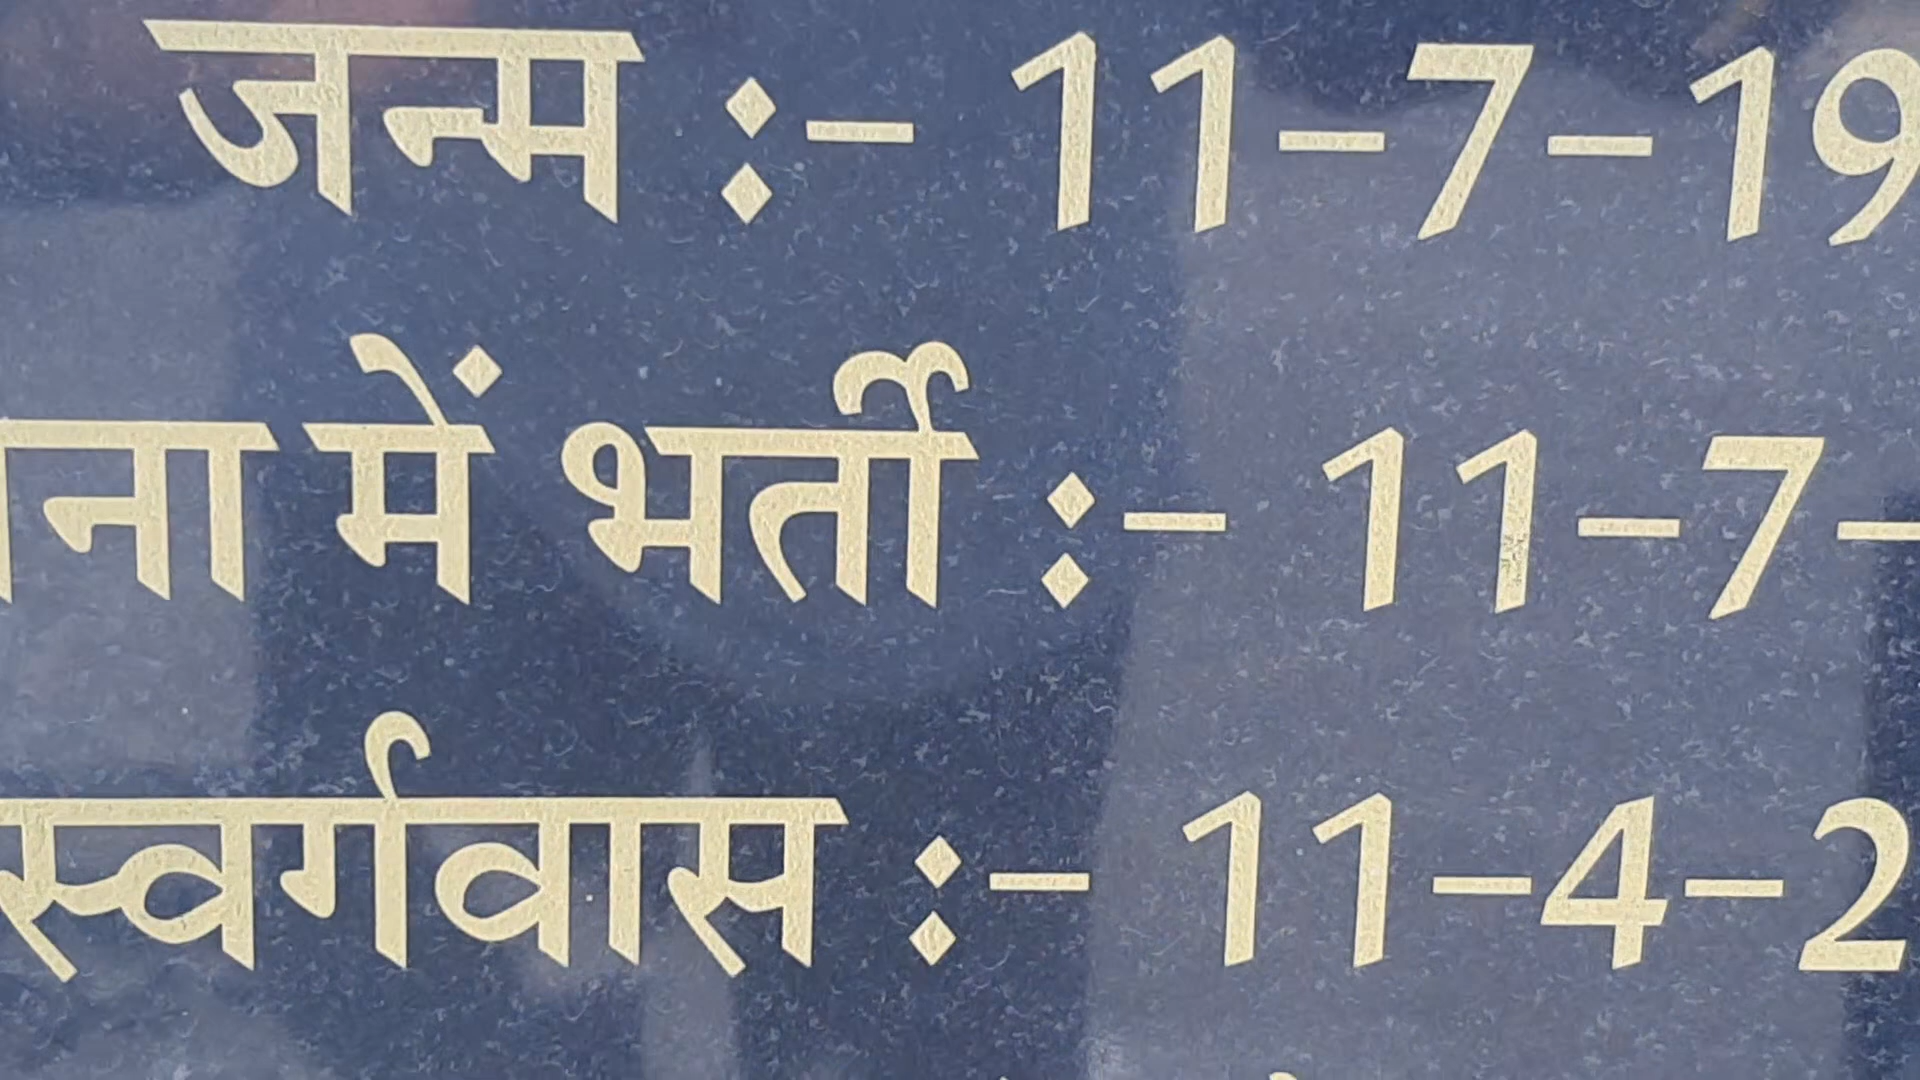 जन्म :- 11-7-19
ना में भर्ती :- 11-7-
स्वर्गवास :- 11-4-2